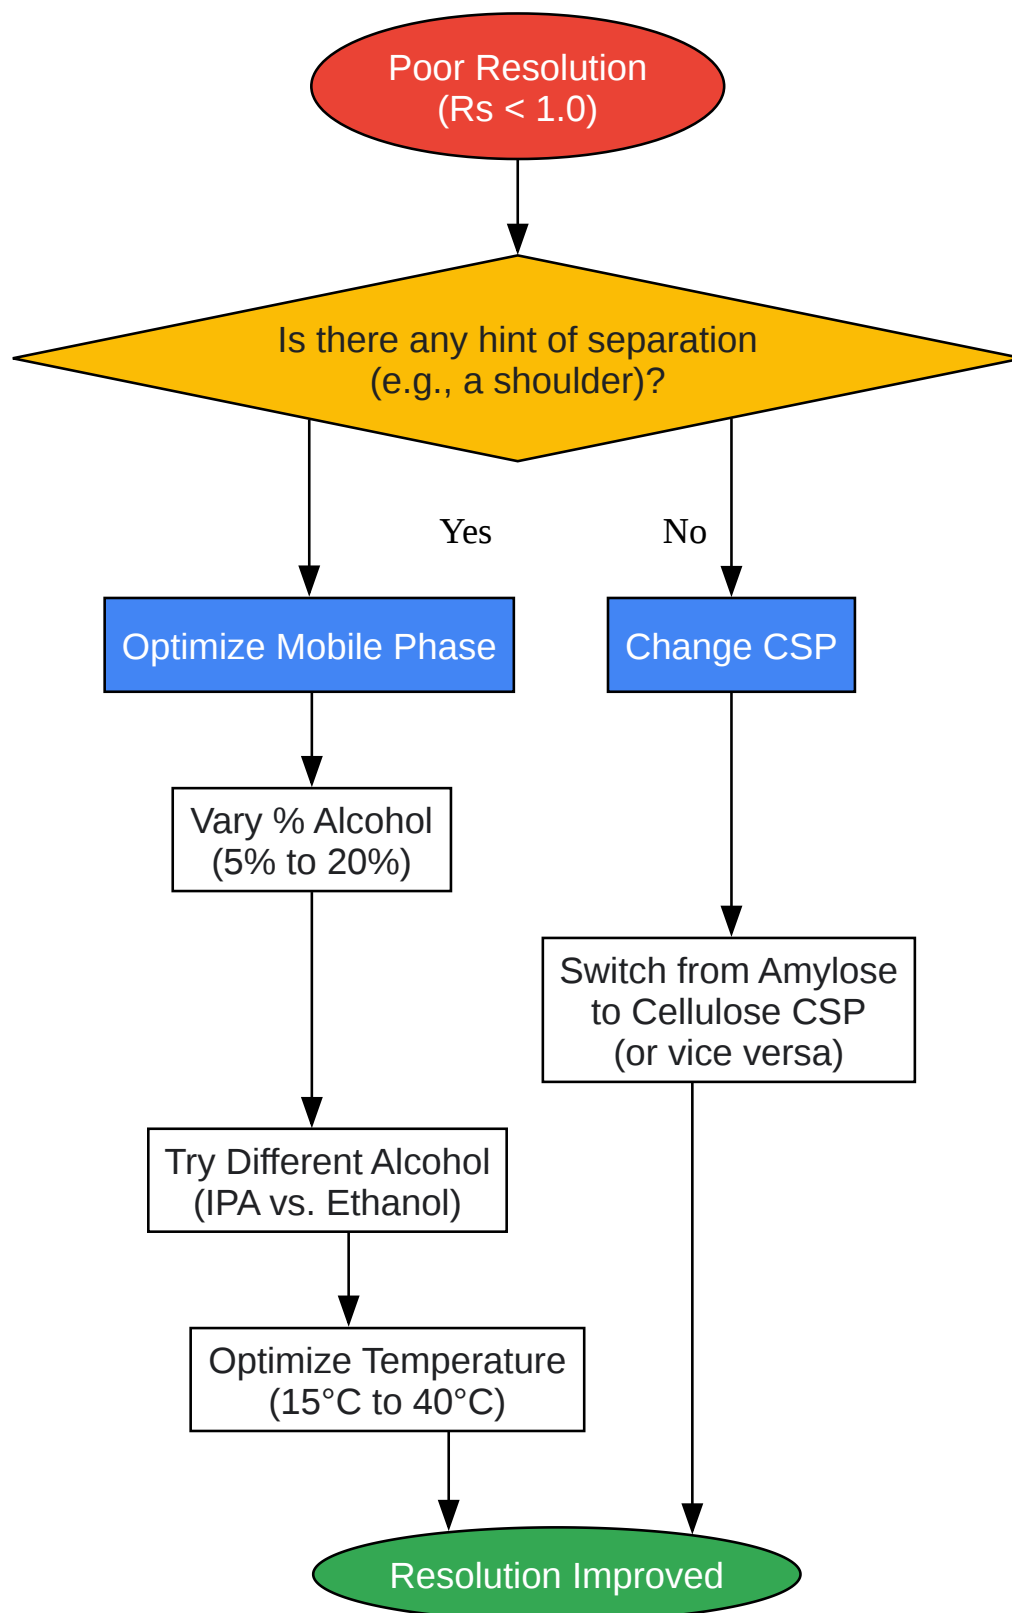 Poor Resolution
(Rs < 1.0)
Is there any hint of separation
(e.g., a shoulder)?
Yes
No
Optimize Mobile Phase
Change CSP
Vary % Alcohol
(5% to 20%)
Switch from Amylose
to Cellulose CSP
(or vice versa)
Try Different Alcohol
(IPA vs. Ethanol)
Optimize Temperature
(15°C to 40°C)
Resolution Improved